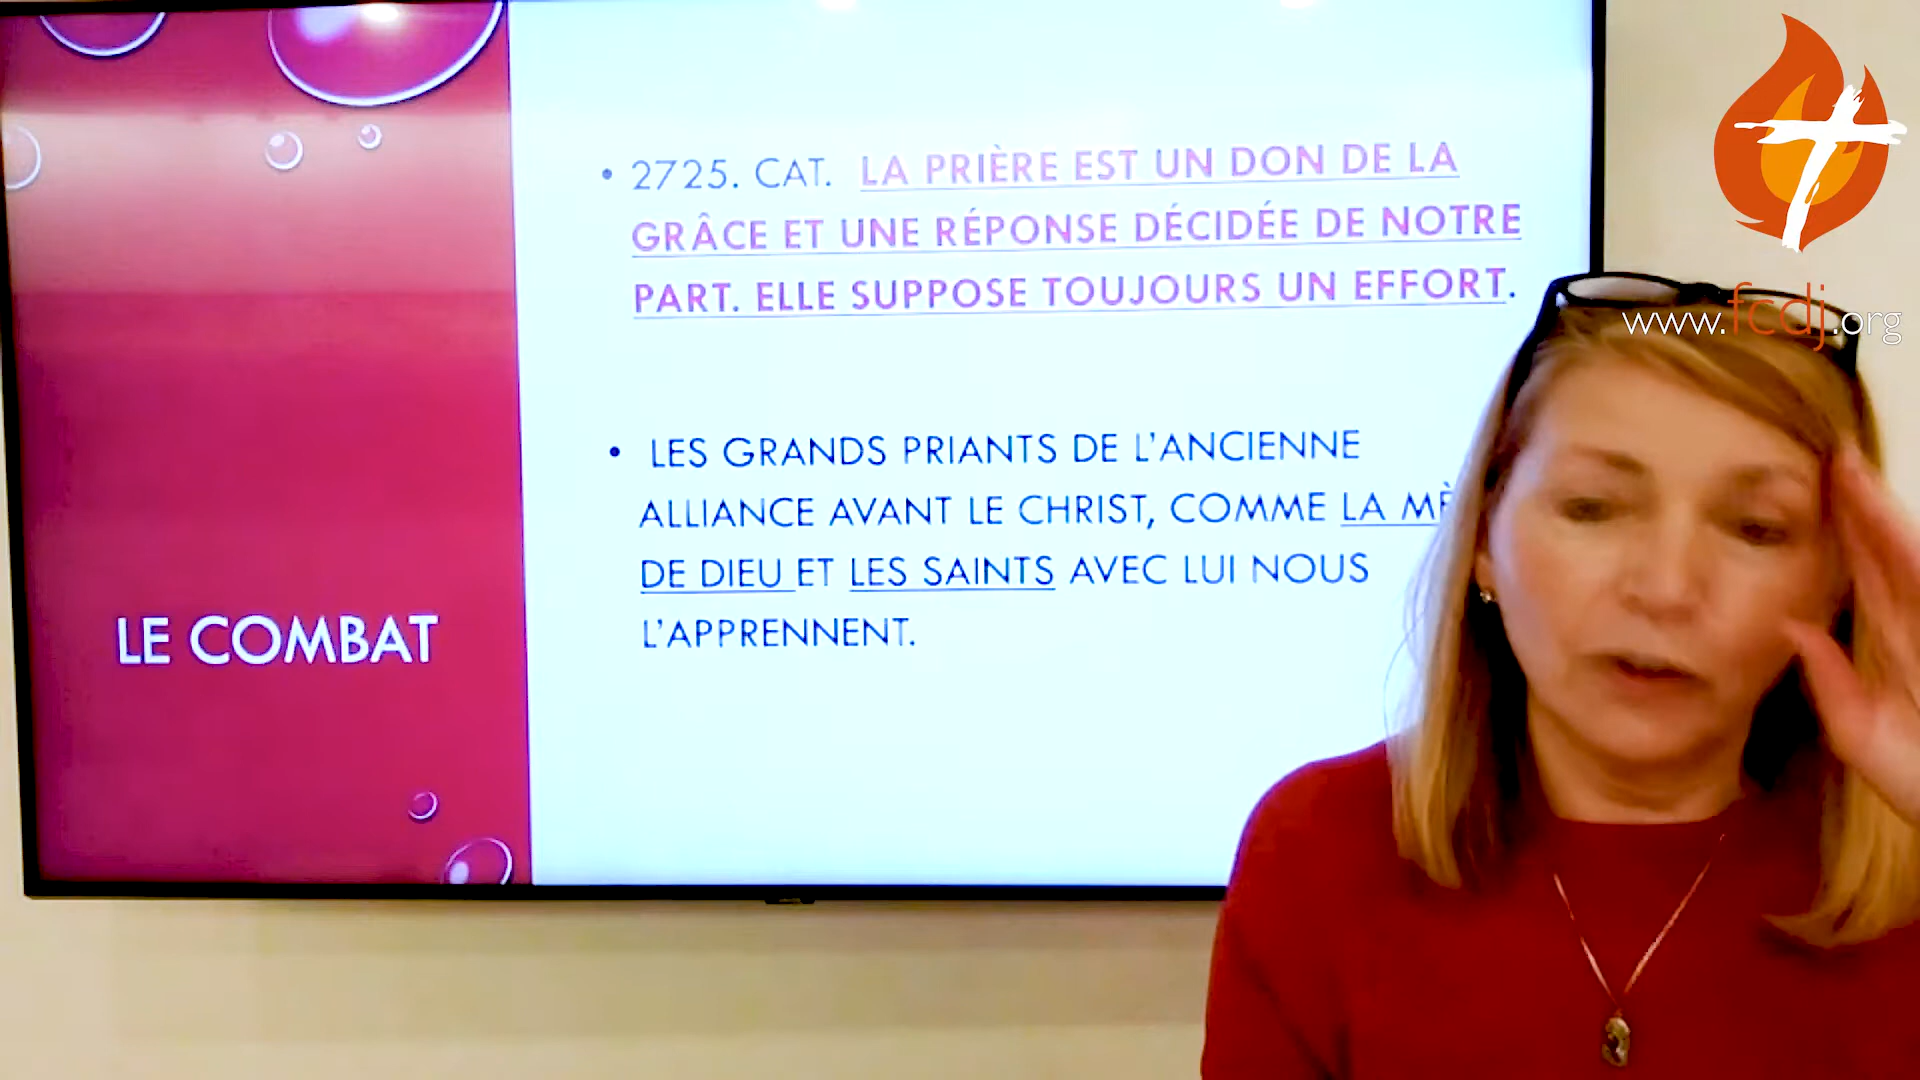 • 2725. CAT. LA PRIÈRE EST UN DON DE LA
GRÂCE ET UNE RÉPONSE DÉCIDÉE DE NOTRE
PART. ELLE SUPPOSE TOUJOURS UN EFFORT.
• LES GRANDS PRIANTS DE L'ANCIENNE
ALLIANCE AVANT LE CHRIST, COMME LA
DE DIEU ET LES SAINTS AVEC LUI NOUS
L'APPRENNENT.
LE COMBAT
www.fcdj.org